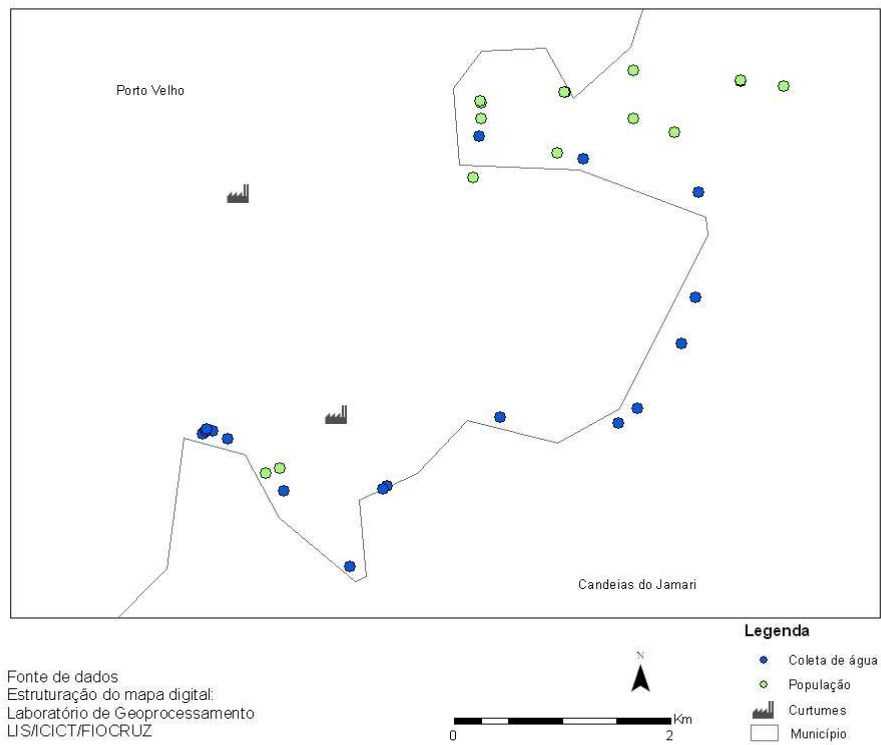 Porto Velho
Candeias do Jamari
Legenda
Coleta de água
População
Curtumes
Município
N
Km
0
2
Fonte de dados
Estruturação do mapa digital:
Laboratório de Geoprocessamento
LIS/ICICT/FIOCRUZ